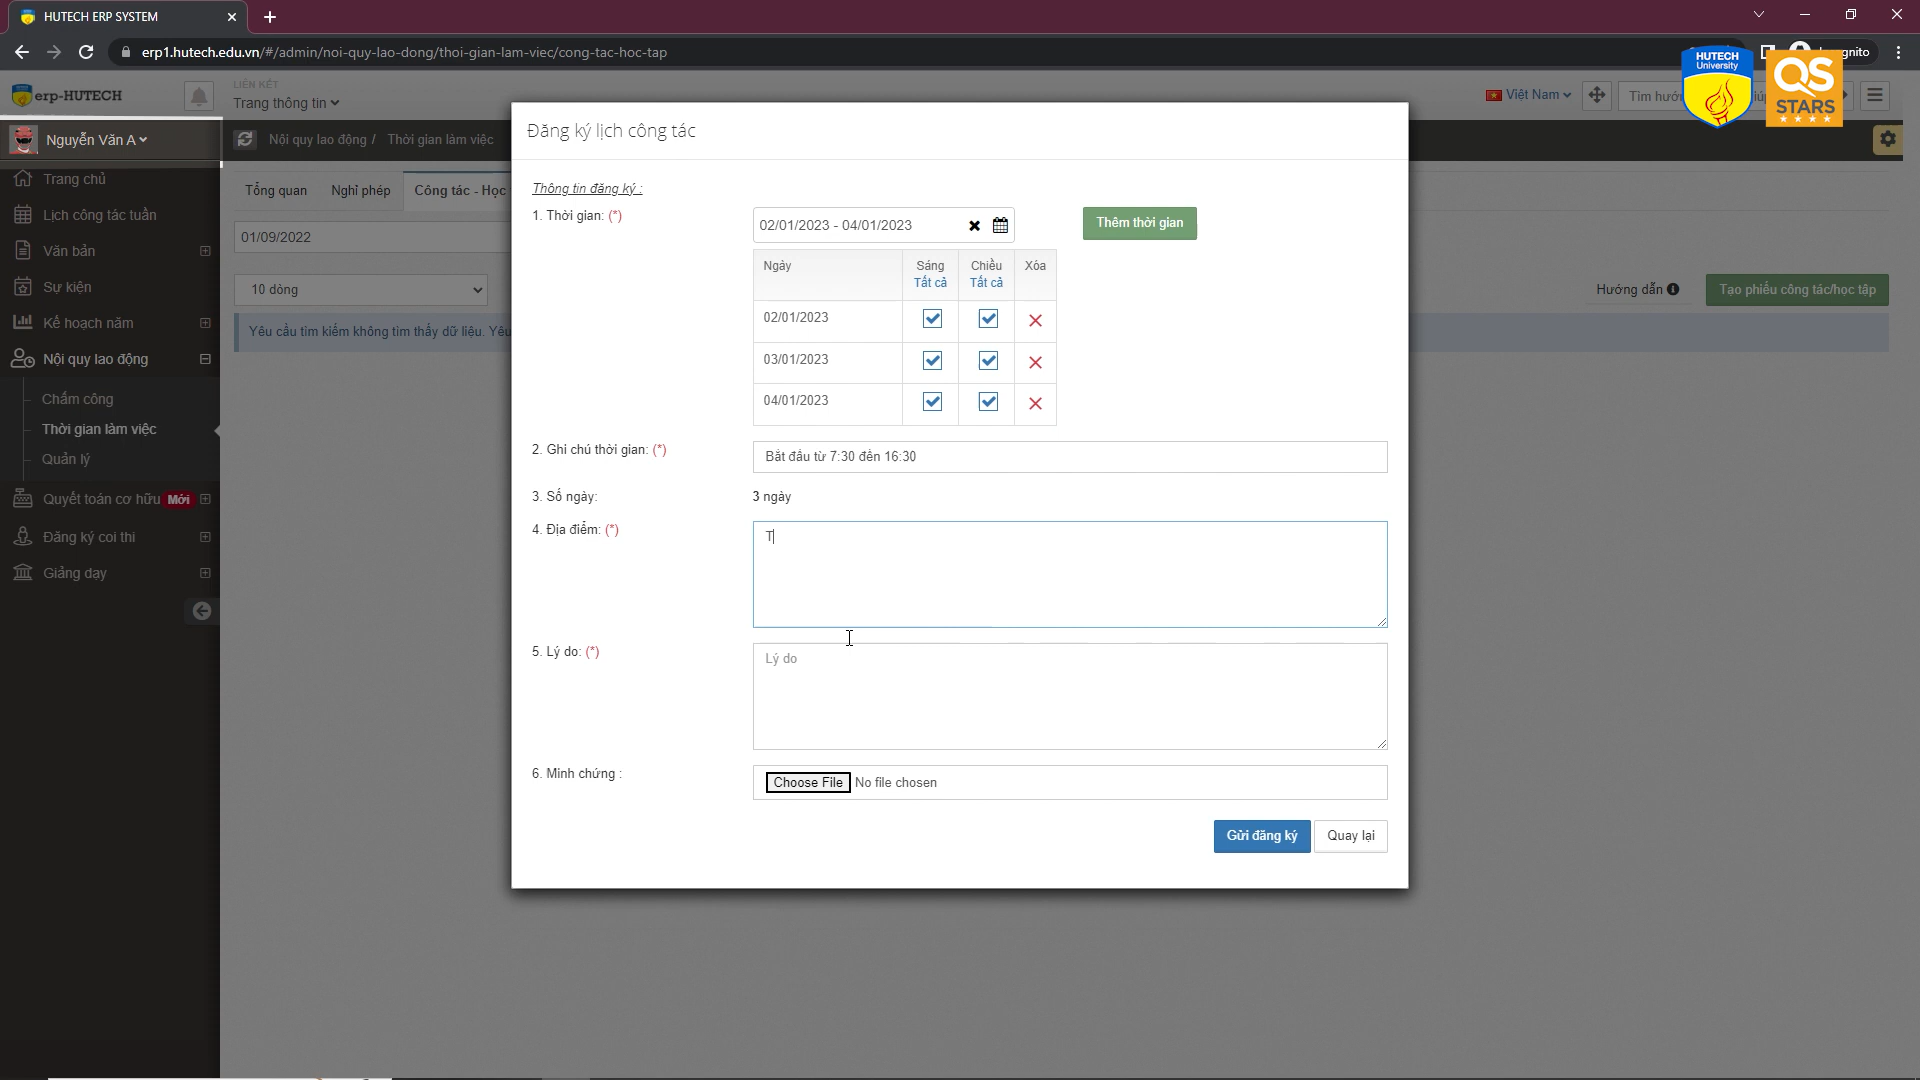 HUTECH ERP SYSTEM
erp1.hutech.edu.vn/#/admin/noi-quy-lao-dong/thoi-gian-lam-viec/cong-tac-hoc-tap
HUTECH
University
QS
STARS
erp-HUTECH
LIÊN KẾT
Trang thông tin
Việt Nam
Tìm hướ
Nguyễn Văn A
Nội quy lao động / Thời gian làm việc
Trang chủ
Lịch công tác tuần
Văn bản
Sự kiện
Kế hoạch năm
Nội quy lao động
Chấm công
Thời gian làm việc
Quản lý
Quyết toán cơ hữu Mới
Đăng ký coi thi
Giảng dạy
Tổng quan Nghỉ phép Công tác - Học
01/09/2022
10 dòng
Hướng dẫn
Tạo phiếu công tác/học tập
Yêu cầu tìm kiếm không tìm thấy dữ liệu. Yêu
Đăng ký lịch công tác
Thông tin đăng ký :
1. Thời gian: (*)
02/01/2023 - 04/01/2023
Thêm thời gian
Ngày Sáng Chiều Xóa
Tất cả Tất cả
02/01/2023
03/01/2023
04/01/2023
2. Ghi chú thời gian: (*)
Bắt đầu từ 7:30 đến 16:30
3. Số ngày:
3 ngày
4. Địa điểm: (*)
T
5. Lý do: (*)
Lý do
6. Minh chứng :
Choose File No file chosen
Gửi đăng ký
Quay lại